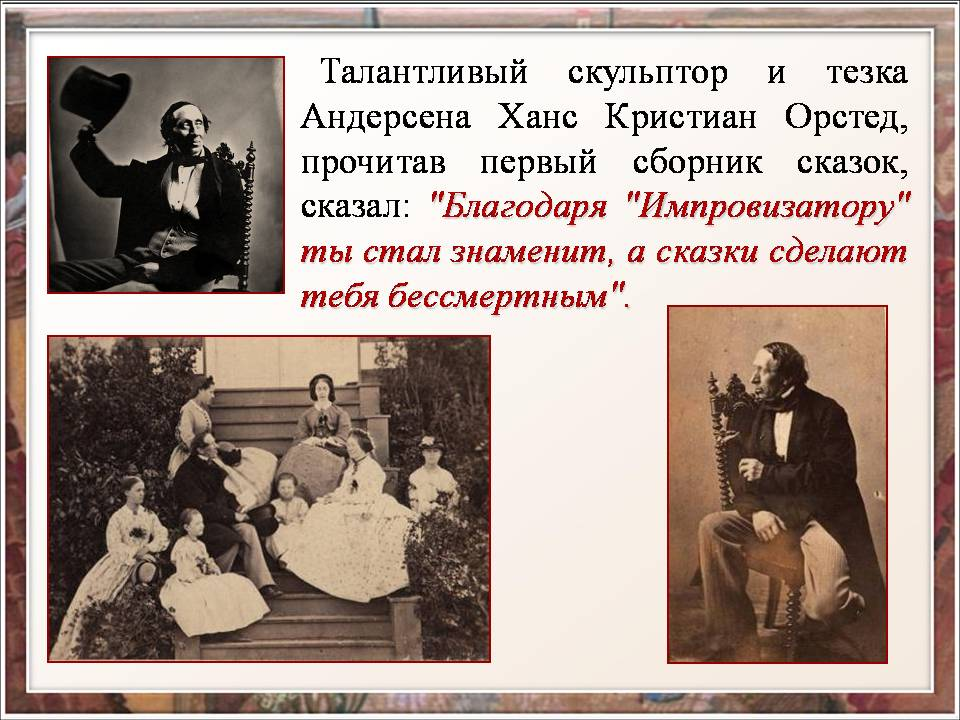 Талантливый скульптор и тезка
Андерсена Ханс Кристиан Орстед,
прочитав первый сборник сказок,
сказал: "Благодаря "Импровизатору"
ты стал знаменит, а сказки сделают
тебя бессмертным".